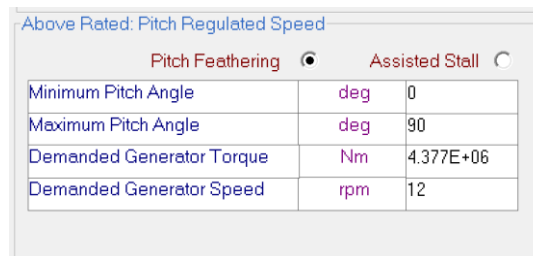 Above Rated: Pitch Regulated Speed
Pitch Feathering Assisted Stall
Minimum Pitch Angle deg 0
Maximum Pitch Angle deg 90
Demanded Generator Torque Nm 4.377E+06
Demanded Generator Speed rpm 12